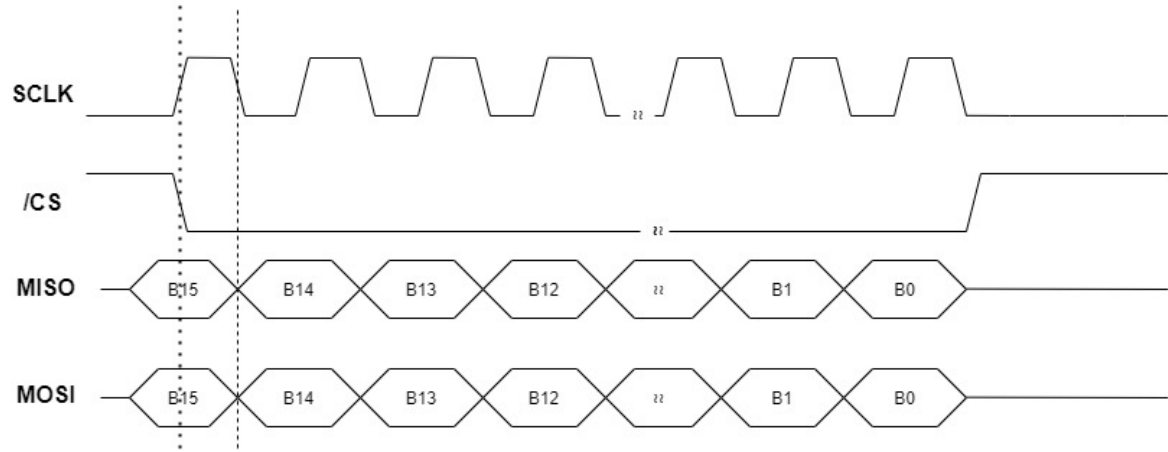 SCLK
≀≀
/CS
≀≀
MISO B15 B14 B13 B12 ≀≀ B1 B0
MOSI B15 B14 B13 B12 ≀≀ B1 B0